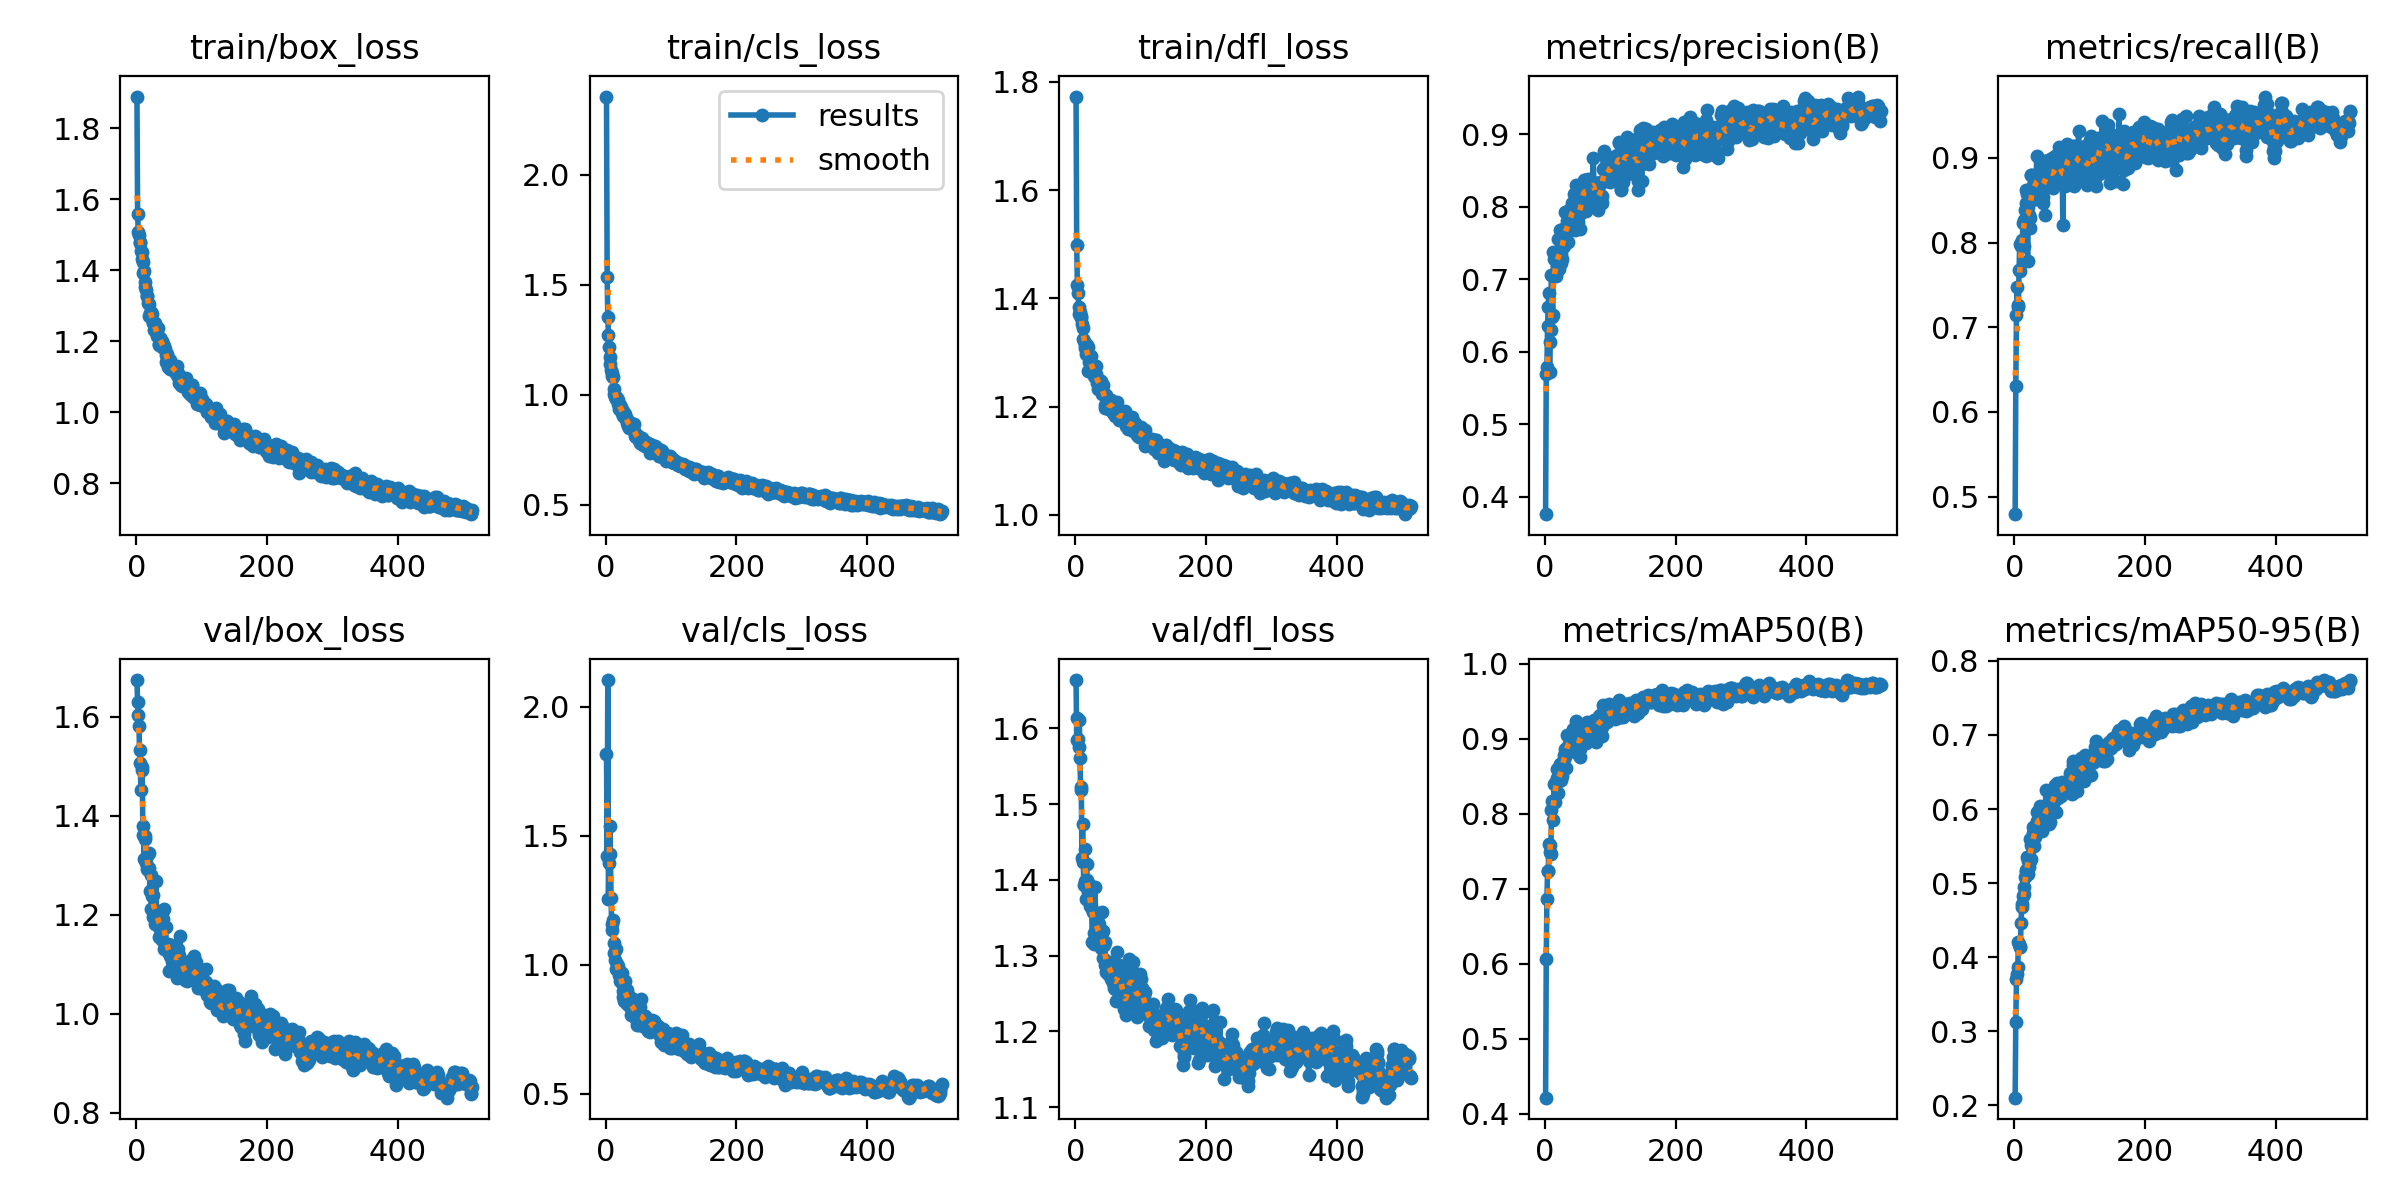 train/box_loss
1.8
1.6
1.4
1.2
1.0
0.8
0 200 400
train/cls_loss
results
smooth
2.0
1.5
1.0
0.5
0 200 400
train/dfl_loss
1.8
1.6
1.4
1.2
1.0
0 200 400
metrics/precision(B)
0.9
0.8
0.7
0.6
0.5
0.4
0 200 400
metrics/recall(B)
0.9
0.8
0.7
0.6
0.5
0 200 400
val/box_loss
1.6
1.4
1.2
1.0
0.8
0 200 400
val/cls_loss
2.0
1.5
1.0
0.5
0 200 400
val/dfl_loss
1.6
1.5
1.4
1.3
1.2
1.1
0 200 400
metrics/mAP50(B)
1.0
0.9
0.8
0.7
0.6
0.5
0.4
0 200 400
metrics/mAP50-95(B)
0.8
0.7
0.6
0.5
0.4
0.3
0.2
0 200 400